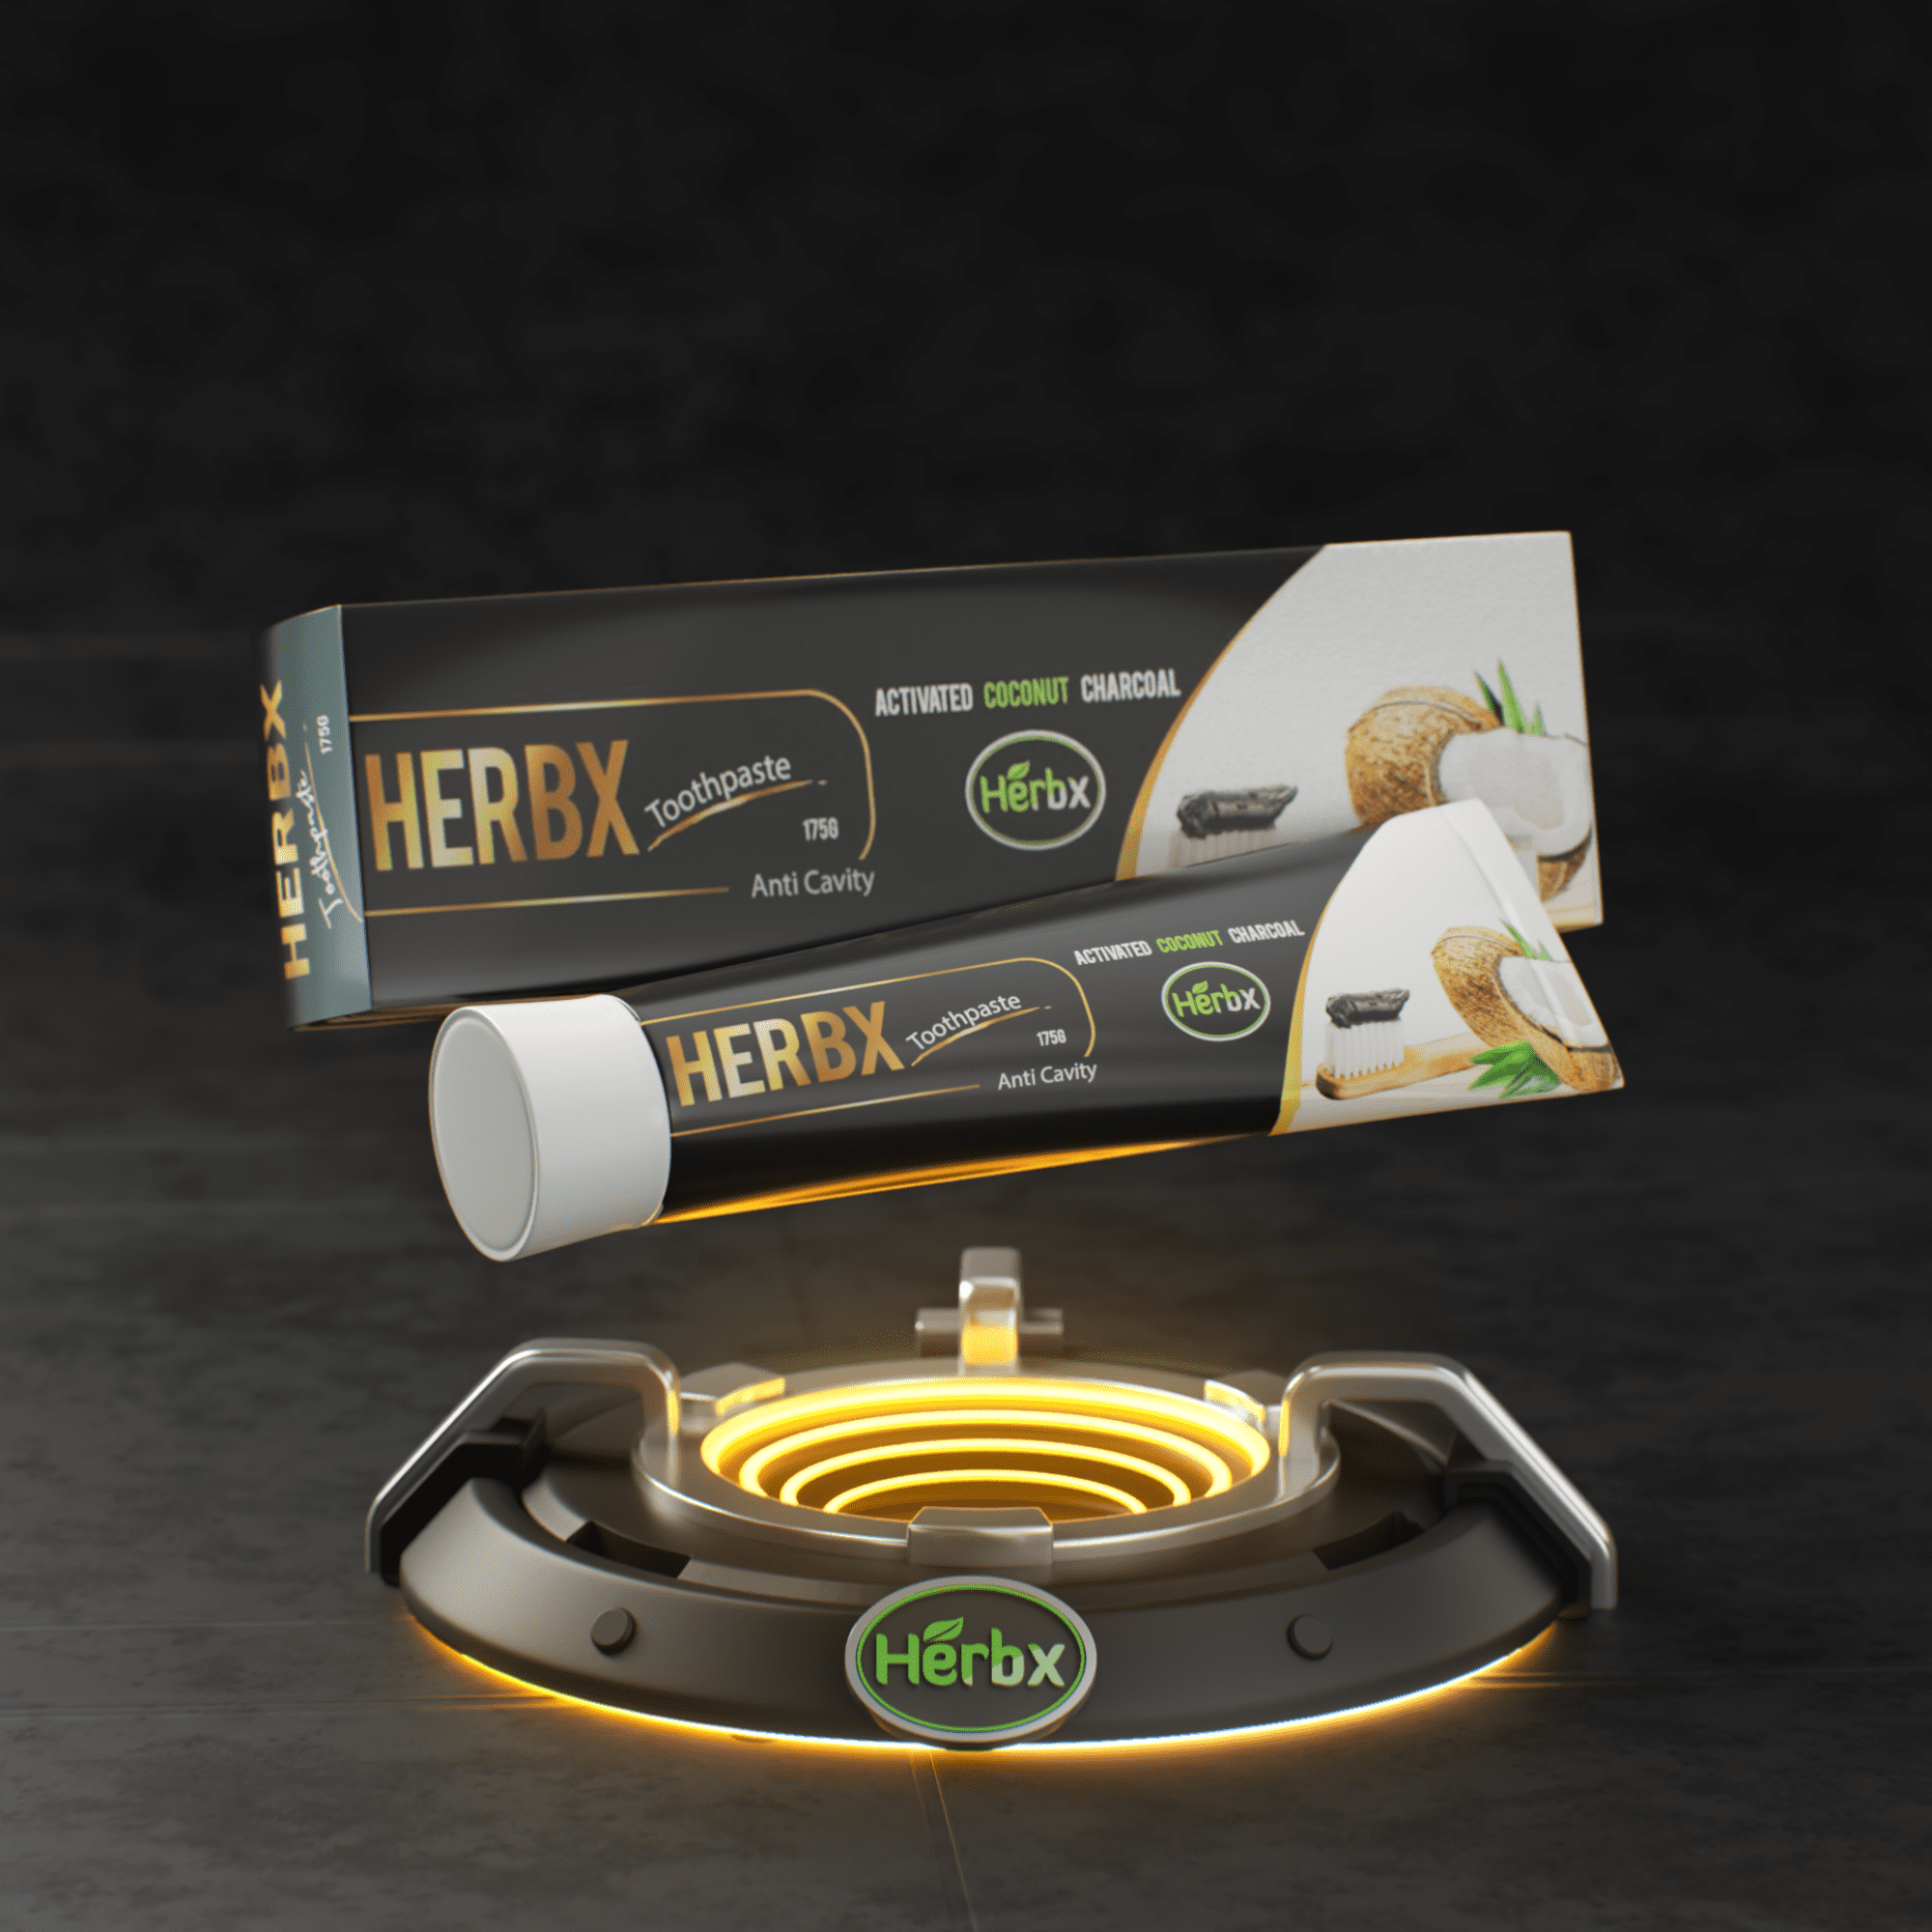 HERBX
Toothpaste
175G
HERBX
Toothpaste
175G
Anti Cavity
ACTIVATED COCONUT CHARCOAL
Herbx
HERBX
Toothpaste
175G
Anti Cavity
ACTIVATED COCONUT CHARCOAL
Herbx
Herbx